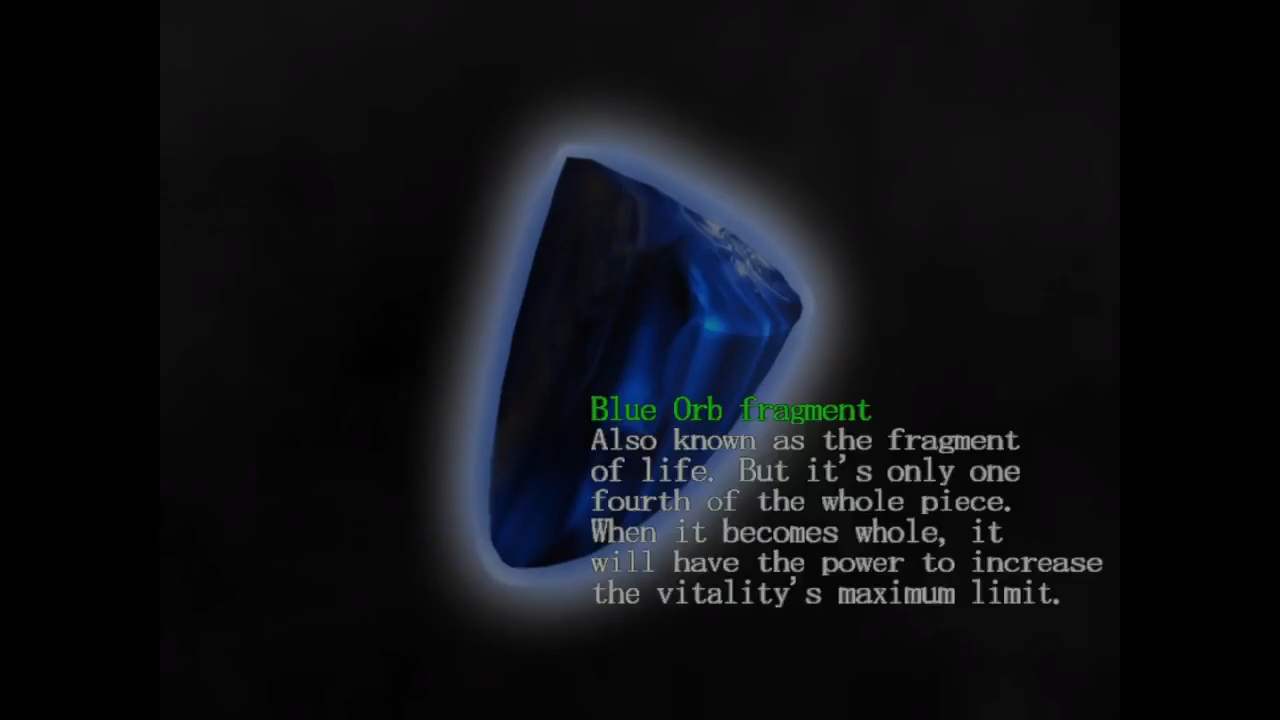 Blue Orb fragment
Also known as the fragment
of life. But it's only one
fourth of the whole piece.
When it becomes whole, it
will have the power to increase
the vitality's maximum limit.